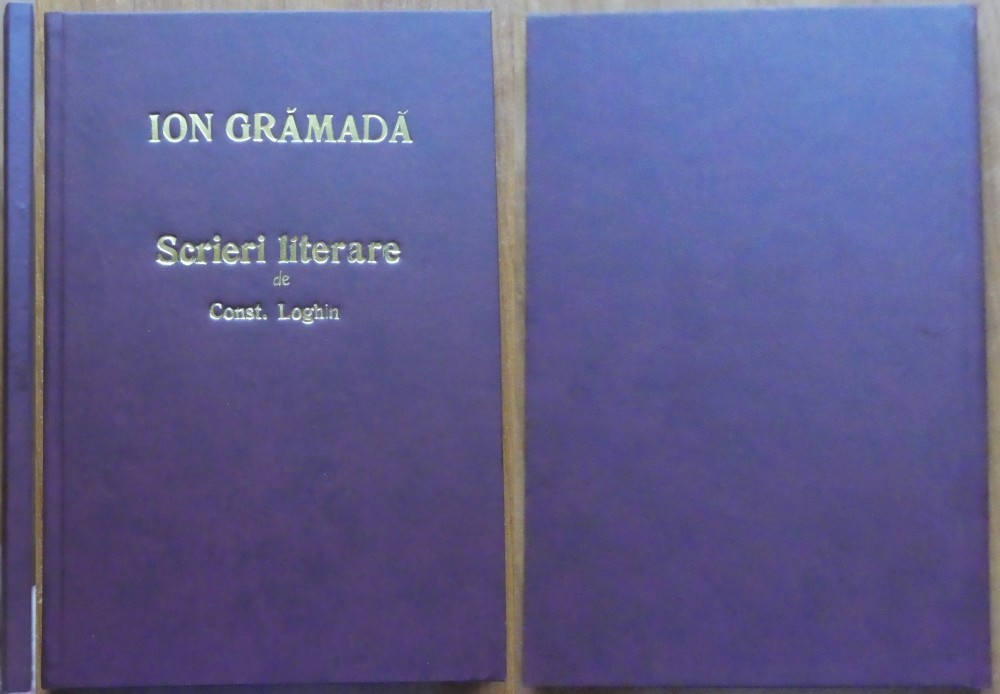 ION GRĂMADĂ
Scrieri literare
de
Const. Loghin